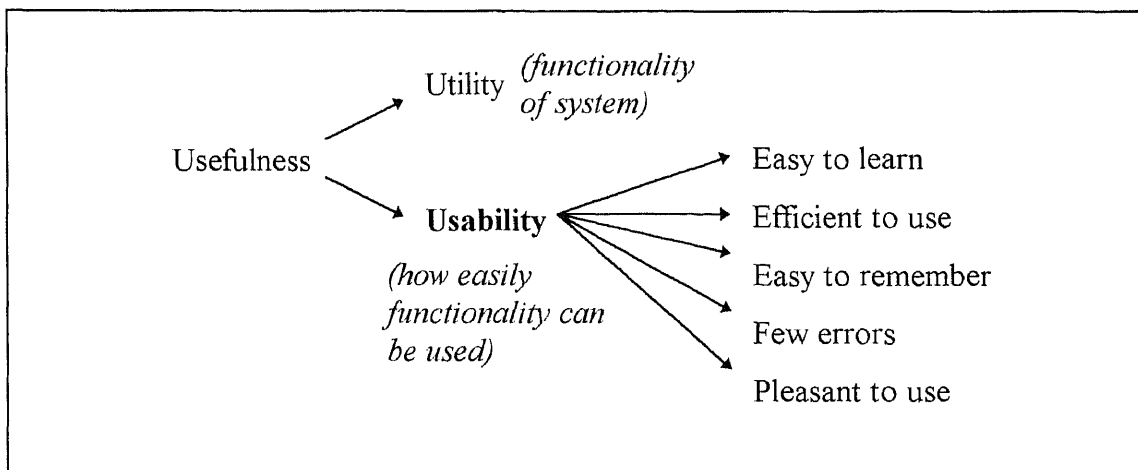 Utility (functionality
of system)
Usefulness
Usability
(how easily
functionality can
be used)
Easy to learn
Efficient to use
Easy to remember
Few errors
Pleasant to use